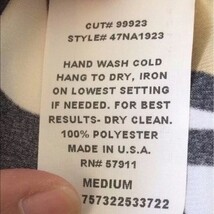 CUT# 99923
STYLE# 47NA1923
HAND WASH COLD
HANG TO DRY, IRON
ON LOWEST SETTING
IF NEEDED. FOR BEST
RESULTS- DRY CLEAN.
100% POLYESTER
MADE IN U.S.A.
RN# 57911
MEDIUM
757322533722